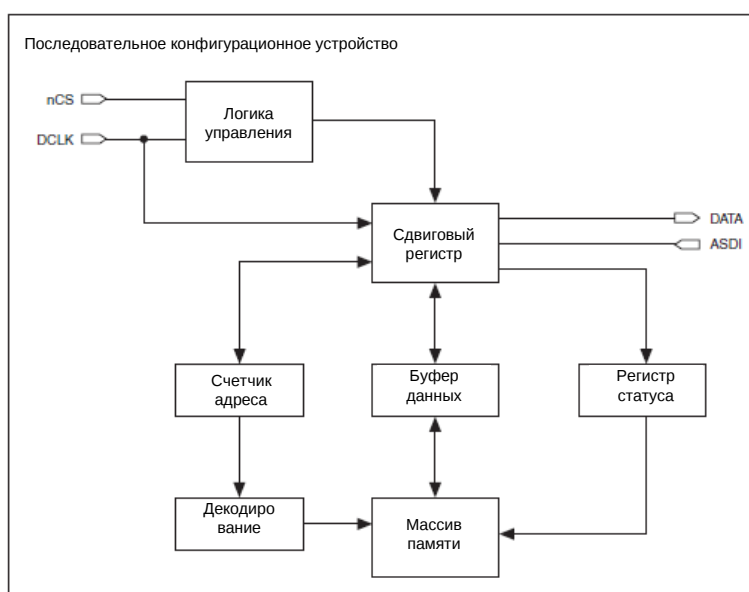 Последовательное конфигурационное устройство
nCS
DCLK
Логика
управления
Сдвиговый
регистр
DATA
ASDI
Счетчик
адреса
Буфер
данных
Регистр
статуса
Декодиро
вание
Массив
памяти